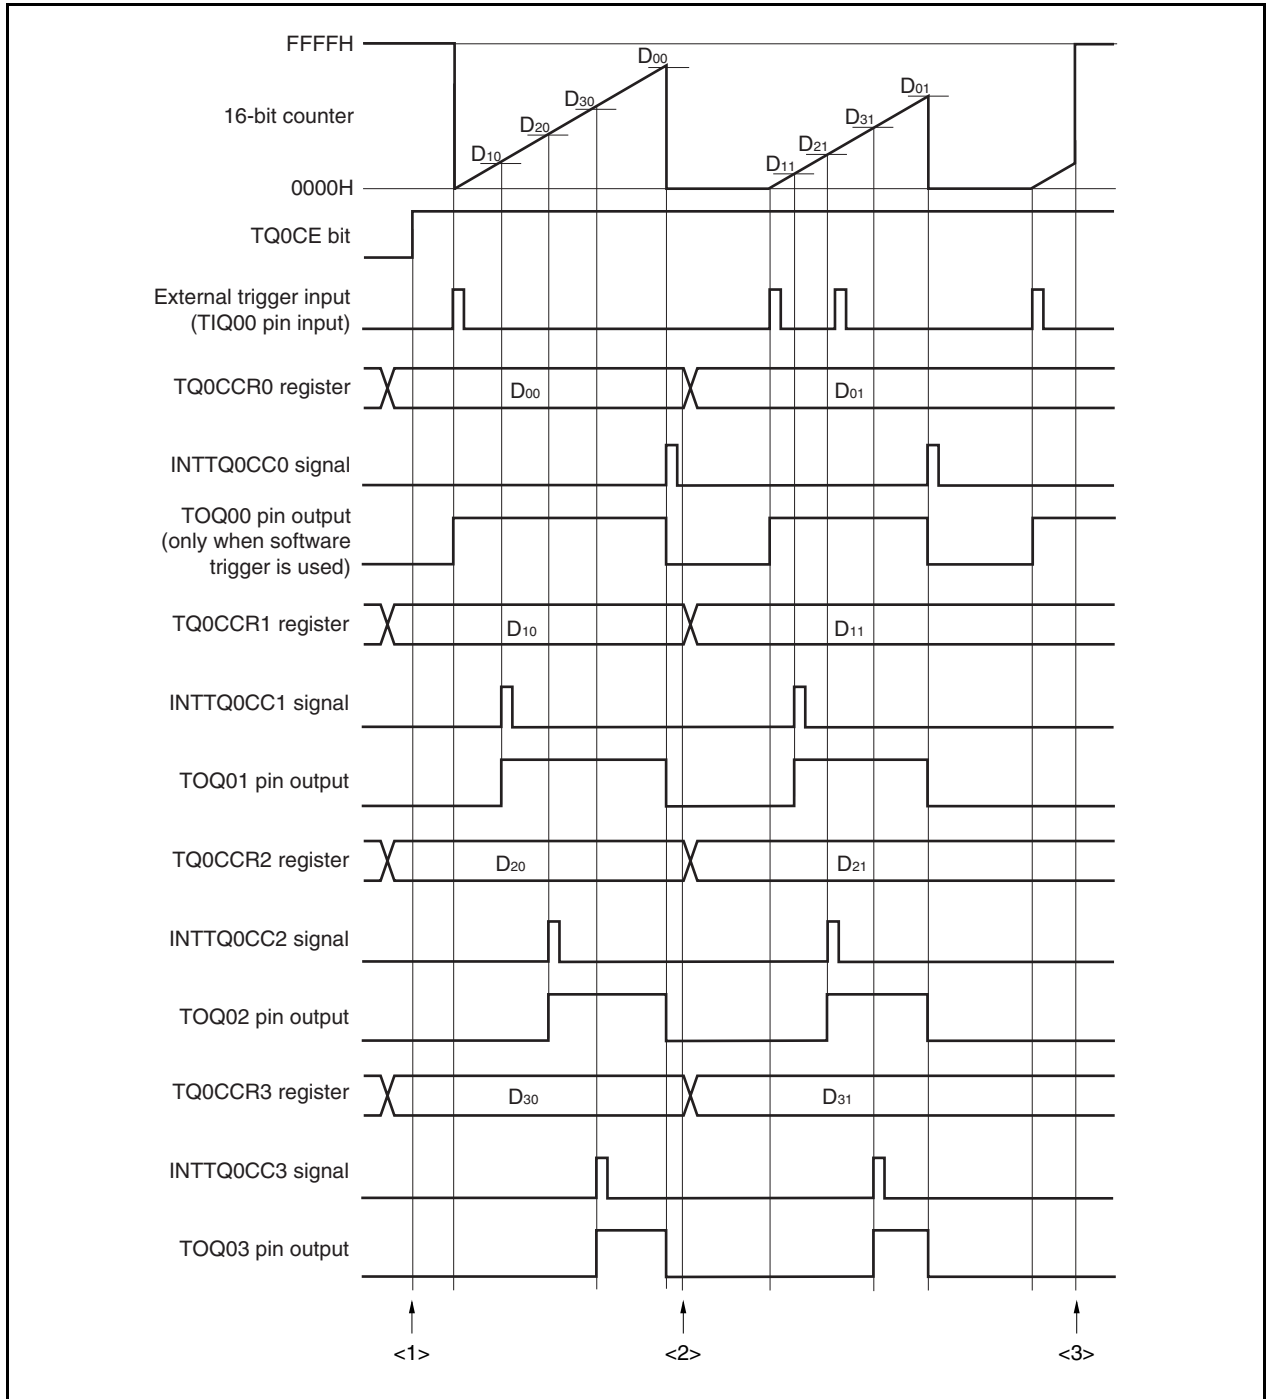 FFFFH
D00
D01
D30
D31
16-bit counter
D20
D21
D10
D11
0000H
TQ0CE bit
External trigger input
(TIQ00 pin input)
TQ0CCR0 register
D00
D01
INTTQ0CC0 signal
TOQ00 pin output
(only when software
trigger is used)
TQ0CCR1 register
D10
D11
INTTQ0CC1 signal
TOQ01 pin output
TQ0CCR2 register
D20
D21
INTTQ0CC2 signal
TOQ02 pin output
TQ0CCR3 register
D30
D31
INTTQ0CC3 signal
TOQ03 pin output
<1>
<2>
<3>